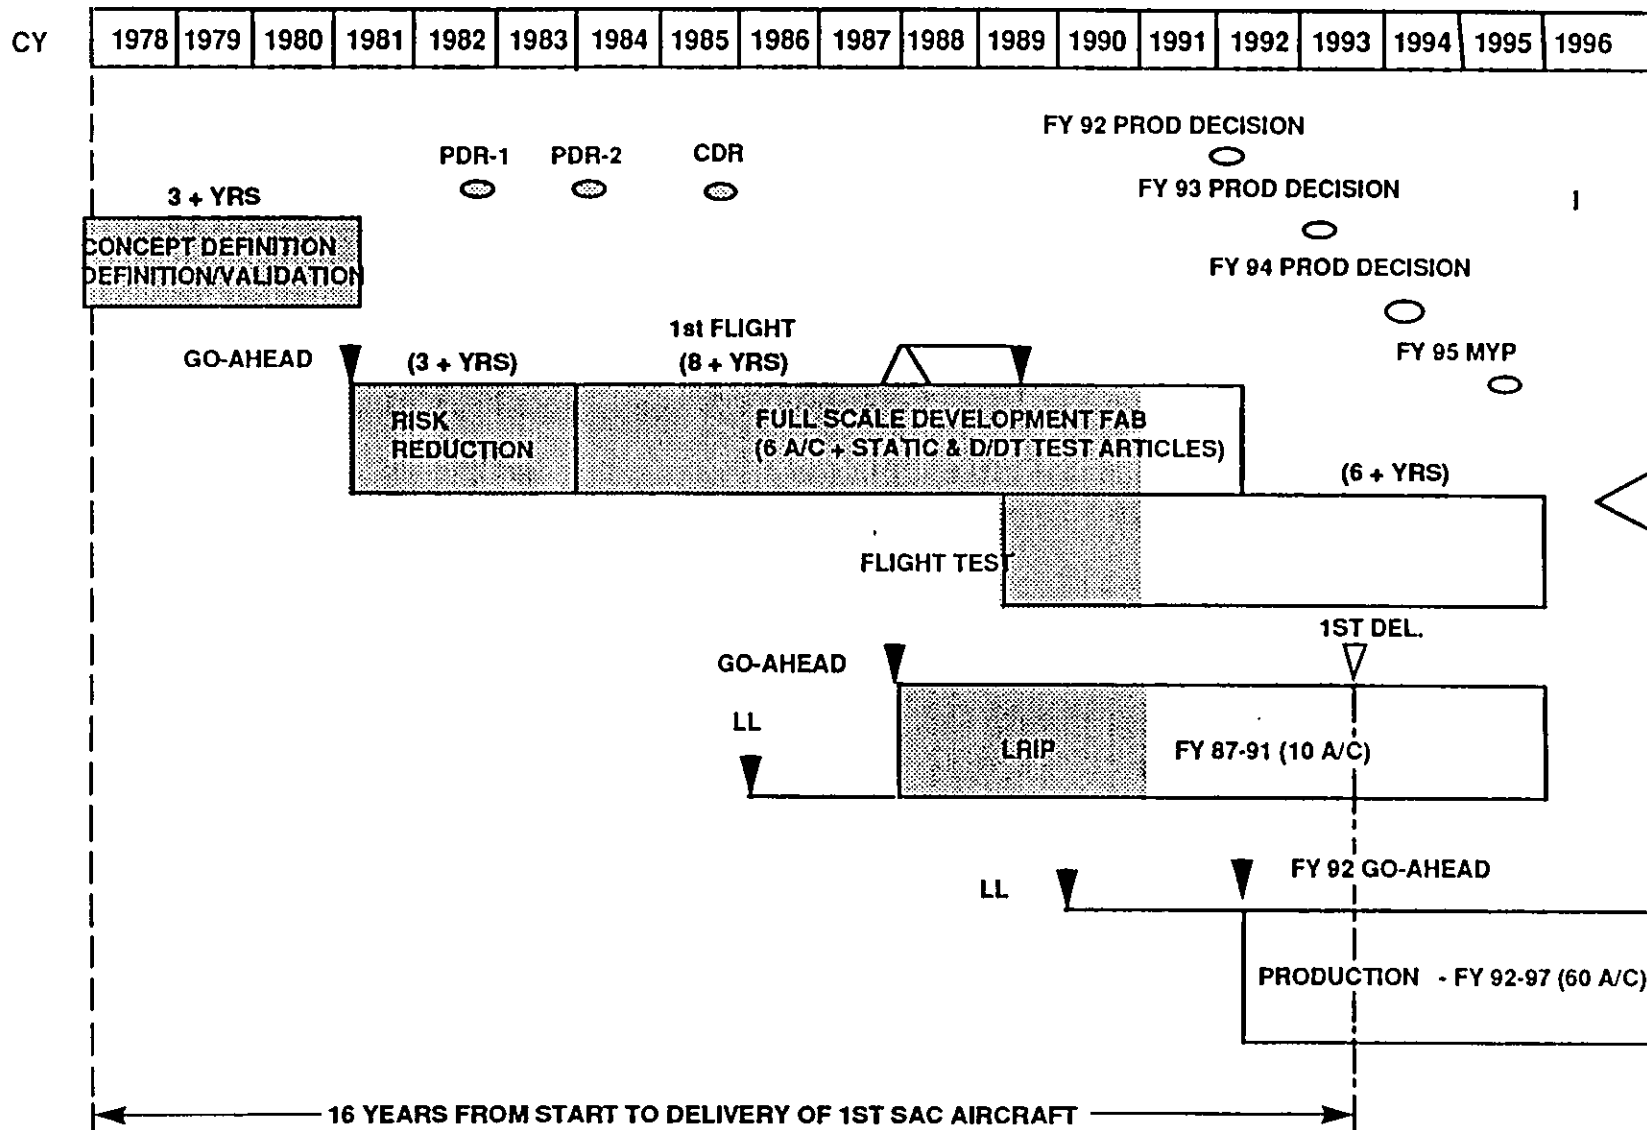 CY 1978 1979 1980 1981 1982 1983 1984 1985 1986 1987 1988 1989 1990 1991 1992 1993 1994 1995 1996
FY 92 PROD DECISION
PDR-1 PDR-2 CDR
FY 93 PROD DECISION
3 + YRS
CONCEPT DEFINITION
DEFINITION/VALIDATION
FY 94 PROD DECISION
1st FLIGHT
GO-AHEAD (3 + YRS) (8 + YRS)
FY 95 MYP
RISK
REDUCTION
FULL SCALE DEVELOPMENT FAB
(6 A/C + STATIC & D/DT TEST ARTICLES)
(6 + YRS)
FLIGHT TEST
1ST DEL.
GO-AHEAD
LL
LRIP FY 87-91 (10 A/C)
FY 92 GO-AHEAD
LL
PRODUCTION - FY 92-97 (60 A/C)
16 YEARS FROM START TO DELIVERY OF 1ST SAC AIRCRAFT